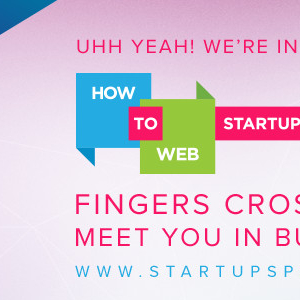 UHH YEAH! WE'RE IN
HOW
TO
WEB
STARTUP
FINGERS CROS
MEET YOU IN BU
WWW.STARTUPSP